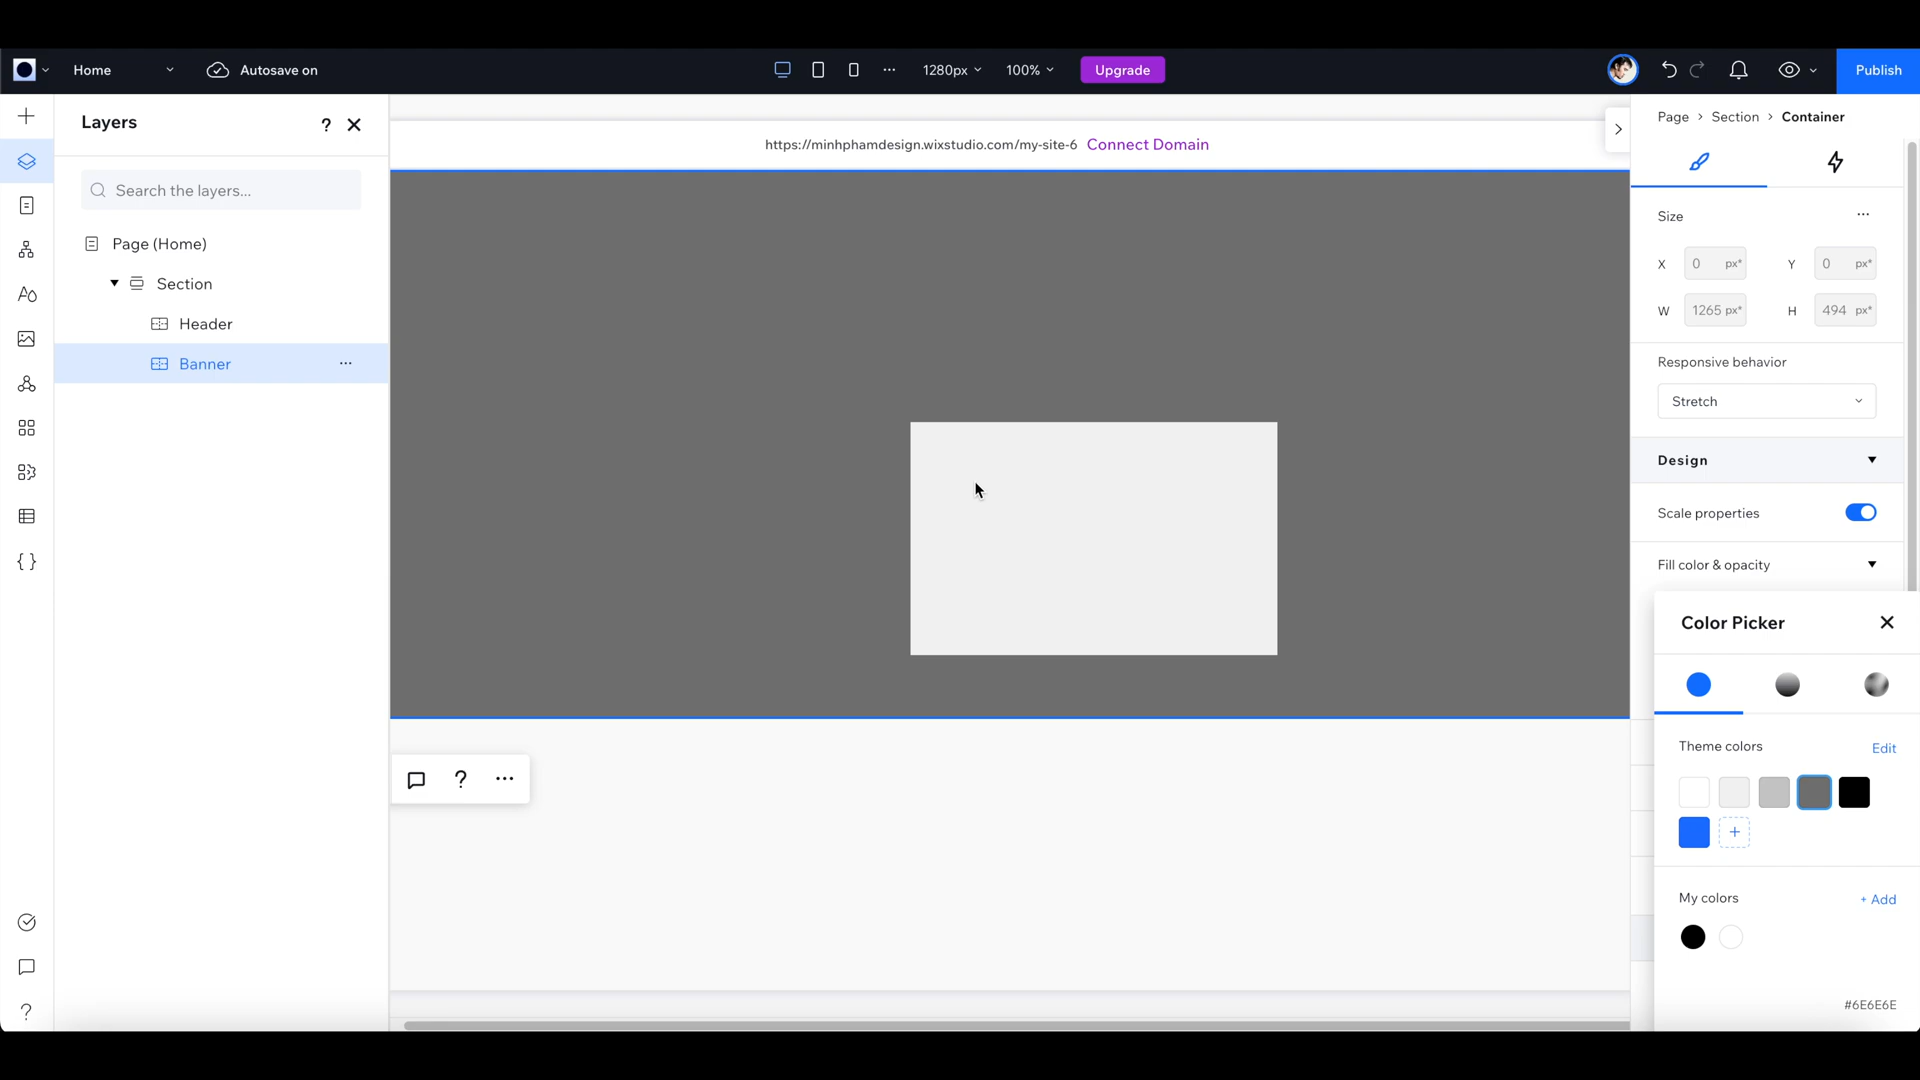 Home
Autosave on
1280px
100%
Upgrade
Publish
Layers
?
Search the layers...
Page (Home)
Section
Header
Banner
https://minhphamdesign.wixstudio.com/my-site-6 Connect Domain
?
?
Page > Section > Container
Size
X 0 px* Y 0 px*
W 1265 px* H 494 px*
Responsive behavior
Stretch
Design
Scale properties
Fill color & opacity
Color Picker
Theme colors Edit
+
My colors + Add
#6E6E6E